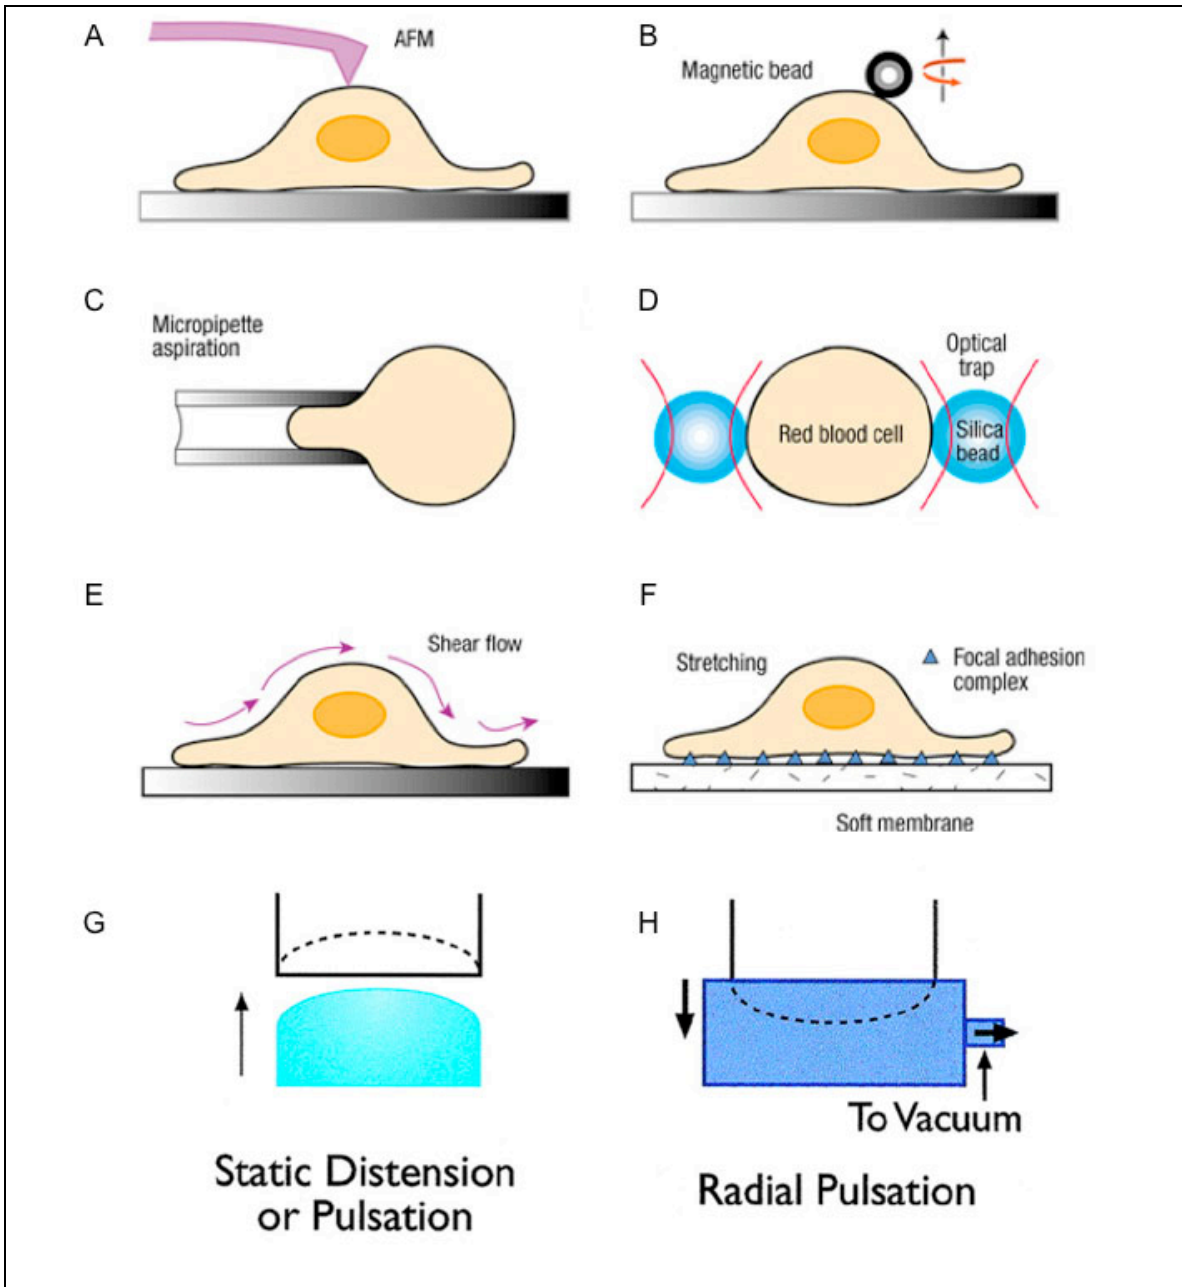 A
AFM
B
Magnetic bead
C
Micropipette
aspiration
D
Optical
trap
Red blood cell
Silica
bead
E
Shear flow
F
Stretching
Focal adhesion
complex
Soft membrane
G
Static Distension
or Pulsation
H
To Vacuum
Radial Pulsation